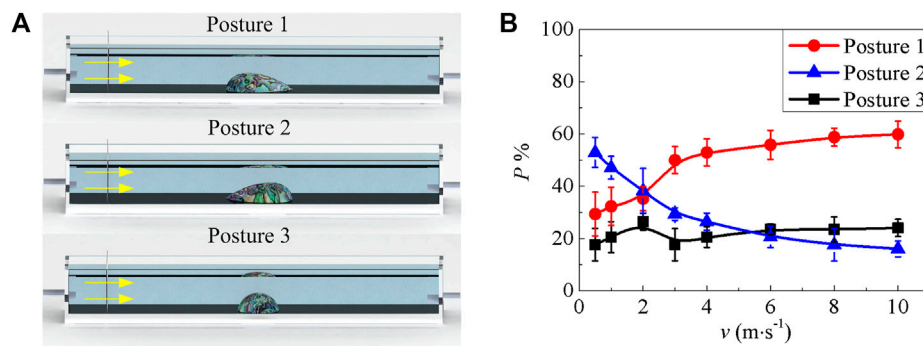 A
Posture 1
Posture 2
Posture 3
B
100
80
60
40
20
0
P %
Posture 1
Posture 2
Posture 3
0 2 4 6 8 10
v (m·s⁻¹)